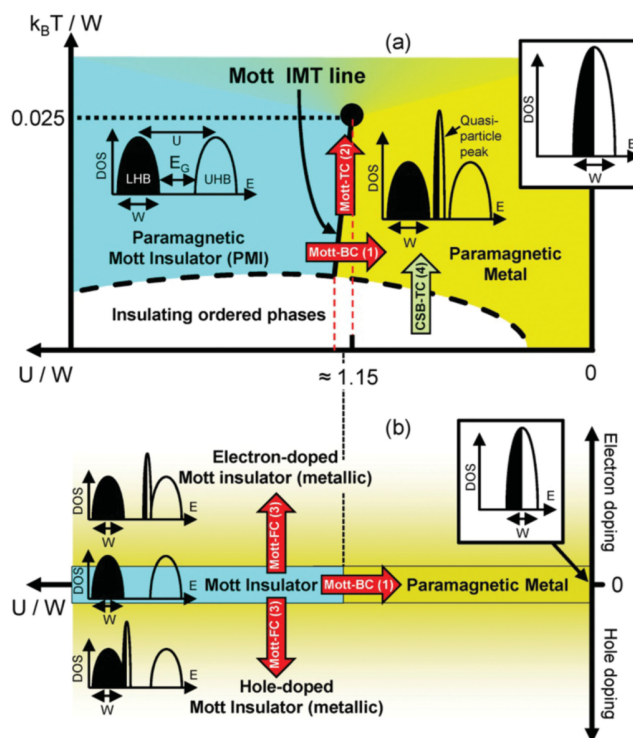 k_BT / W
(a)
Mott IMT line
0.025
U
DOS
LHB
E_G
UHB
E
W
Paramagnetic
Mott Insulator (PMI)
Mott-TC (2)
Mott-BC (1)
Quasi-
particle
peak
DOS
E
W
Paramagnetic
Metal
CSB-TC (4)
DOS
E
W
Insulating ordered phases
U / W
≈ 1.15
0
(b)
Electron-doped
Mott insulator (metallic)
Mott-FC (3)
DOS
E
W
DOS
E
W
Electron doping
DOS
E
W
Mott Insulator
Mott-BC (1)
Paramagnetic Metal
0
U / W
Mott-FC (3)
DOS
E
W
Hole-doped
Mott Insulator (metallic)
Hole doping